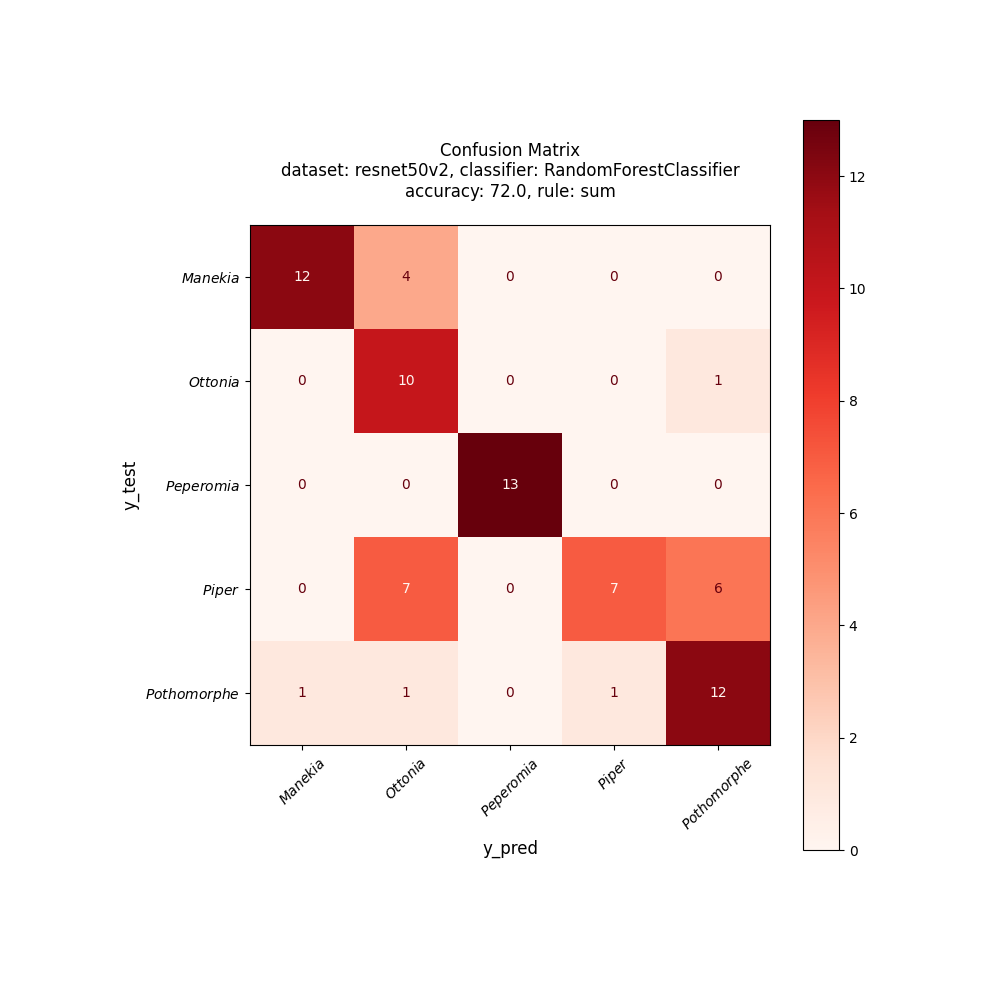 Confusion Matrix
dataset: resnet50v2, classifier: RandomForestClassifier
accuracy: 72.0, rule: sum
y_test
Manekia 12 4 0 0 0
Ottonia 0 10 0 0 1
Peperomia 0 0 13 0 0
Piper 0 7 0 7 6
Pothomorphe 1 1 0 1 12
Manekia Ottonia Peperomia Piper Pothomorphe
y_pred
12
10
8
6
4
2
0